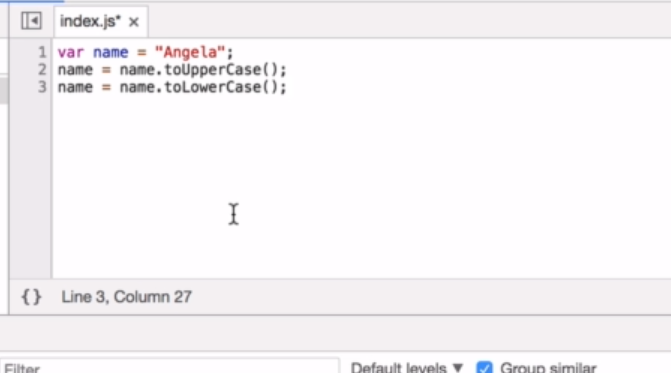 index.js* ×
1 var name = "Angela";
2 name = name.toUpperCase();
3 name = name.toLowerCase();
{} Line 3, Column 27
Filter
Default levels ▼ Group similar